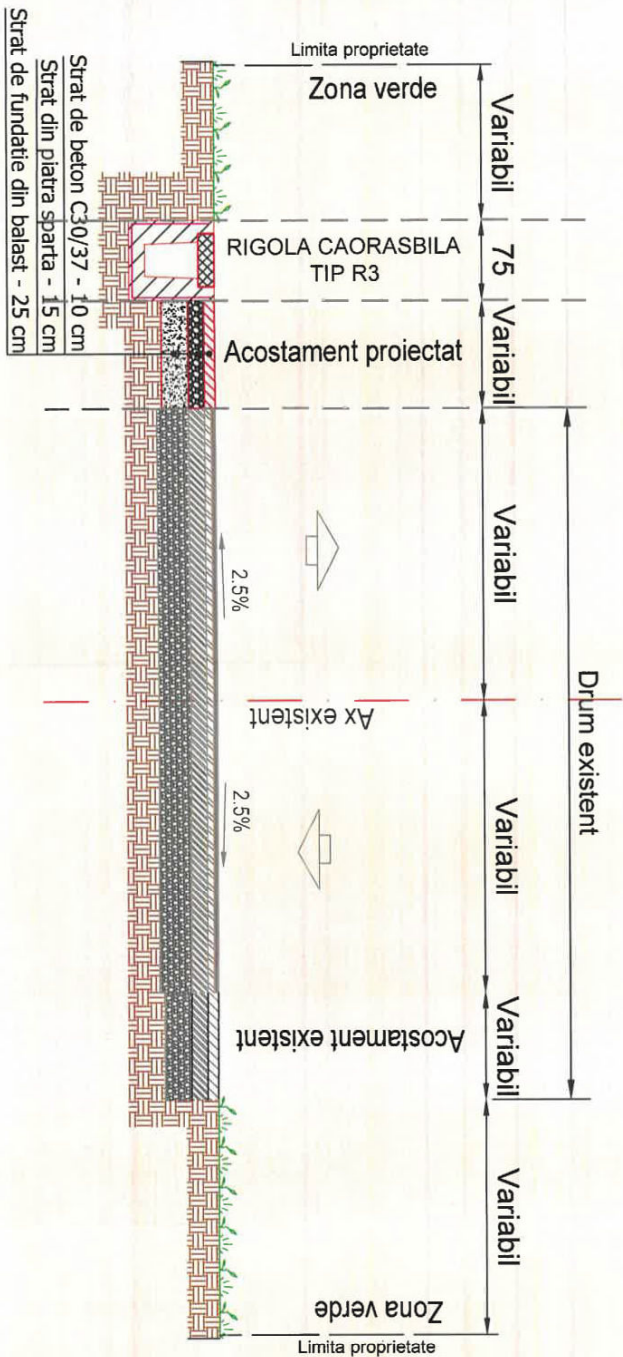 Limita proprietate
Zona verde
Variabil
RIGOLA CAORASBILA
TIP R3
75
Acostament proiectat
Variabil
Strat de beton C30/37 - 10 cm
Strat din piatra sparta - 15 cm
Strat de fundatie din balast - 25 cm
Variabil
2.5%
Drum existent
Ax existent
Variabil
2.5%
Acostament existent
Variabil
Variabil
Zona verde
Limita proprietate